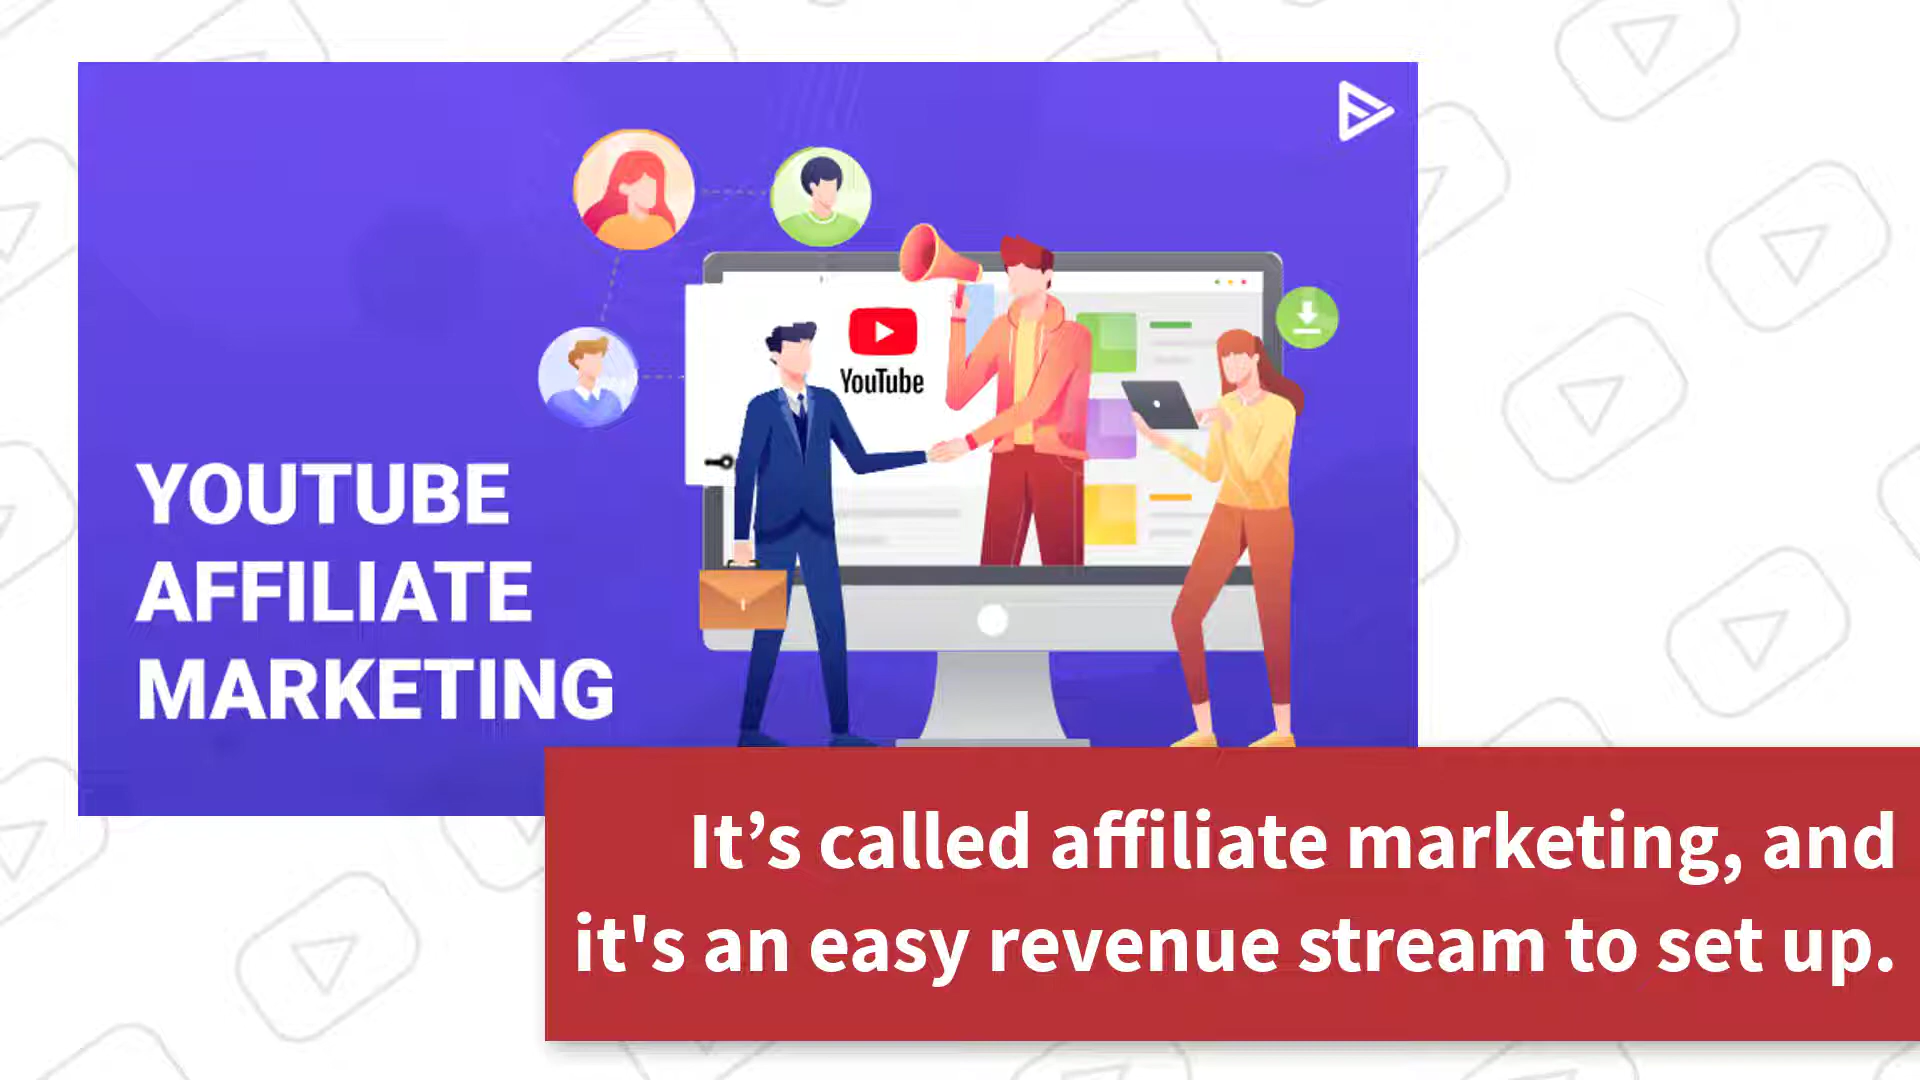 YouTube
YOUTUBE
AFFILIATE
MARKETING
It’s called affiliate marketing, and
it's an easy revenue stream to set up.